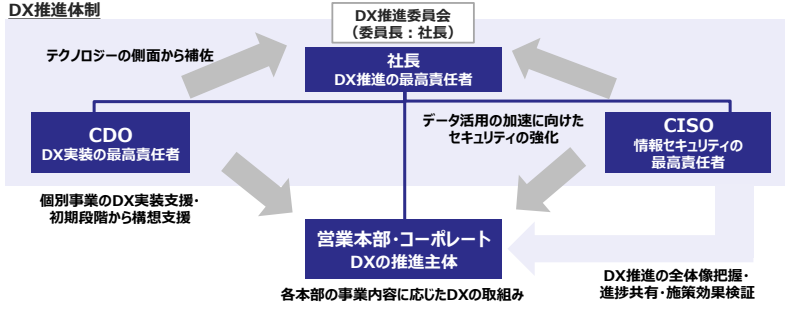 DX推進体制
DX推進委員会
（委員長：社長）
テクノロジーの側面から補佐
社長
DX推進の最高責任者
CDO
DX実装の最高責任者
データ活用の加速に向けた
セキュリティの強化
CISO
情報セキュリティの
最高責任者
個別事業のDX実装支援・
初期段階から構想支援
営業本部・コーポレート
DXの推進主体
各本部の事業内容に応じたDXの取組み
DX推進の全体像把握・
進捗共有・施策効果検証